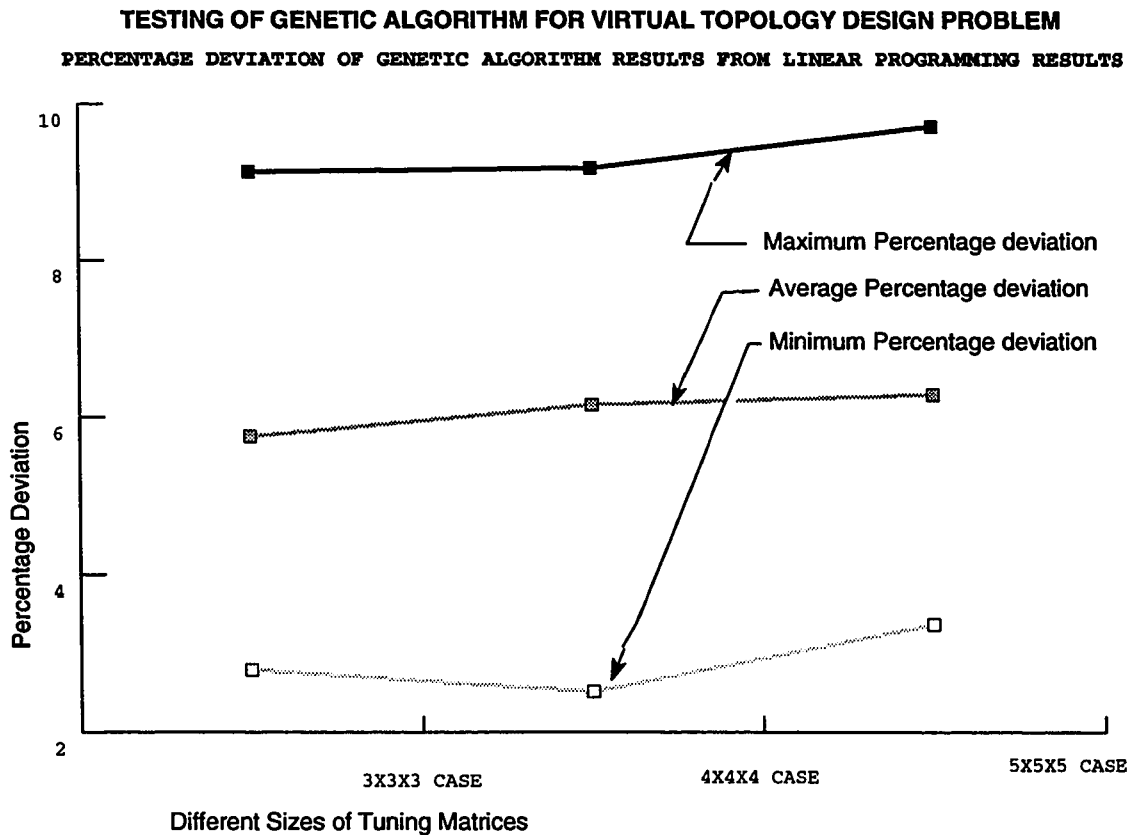 TESTING OF GENETIC ALGORITHM FOR VIRTUAL TOPOLOGY DESIGN PROBLEM
PERCENTAGE DEVIATION OF GENETIC ALGORITHM RESULTS FROM LINEAR PROGRAMMING RESULTS
10
8
6
4
2
Percentage Deviation
Maximum Percentage deviation
Average Percentage deviation
Minimum Percentage deviation
3X3X3 CASE
4X4X4 CASE
5X5X5 CASE
Different Sizes of Tuning Matrices